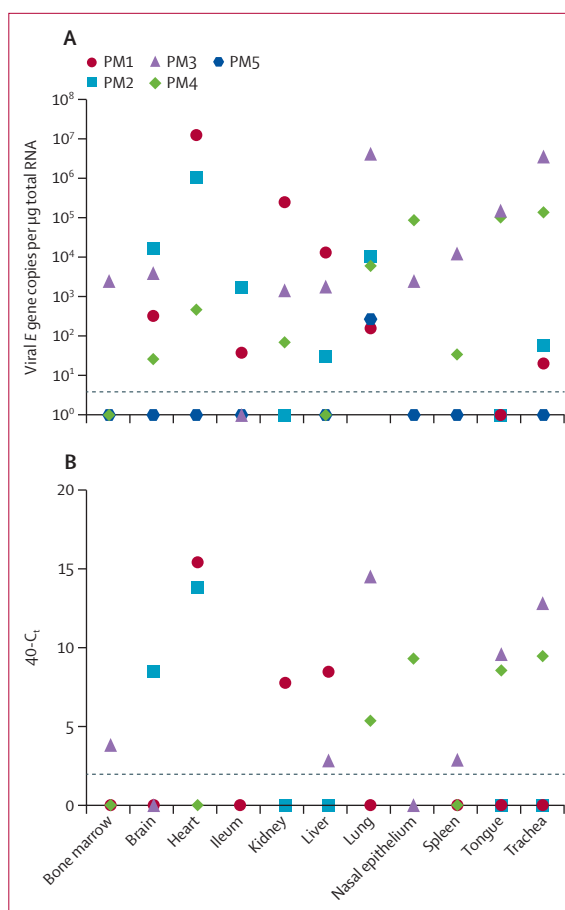 A
PM1 PM3 PM5
PM2 PM4
Viral E gene copies per μg total RNA
10⁸
10⁷
10⁶
10⁵
10⁴
10³
10²
10¹
10⁰
B
40-Cₜ
20
15
10
5
0
Bone marrow
Brain
Heart
Ileum
Kidney
Liver
Lung
Nasal epithelium
Spleen
Tongue
Trachea